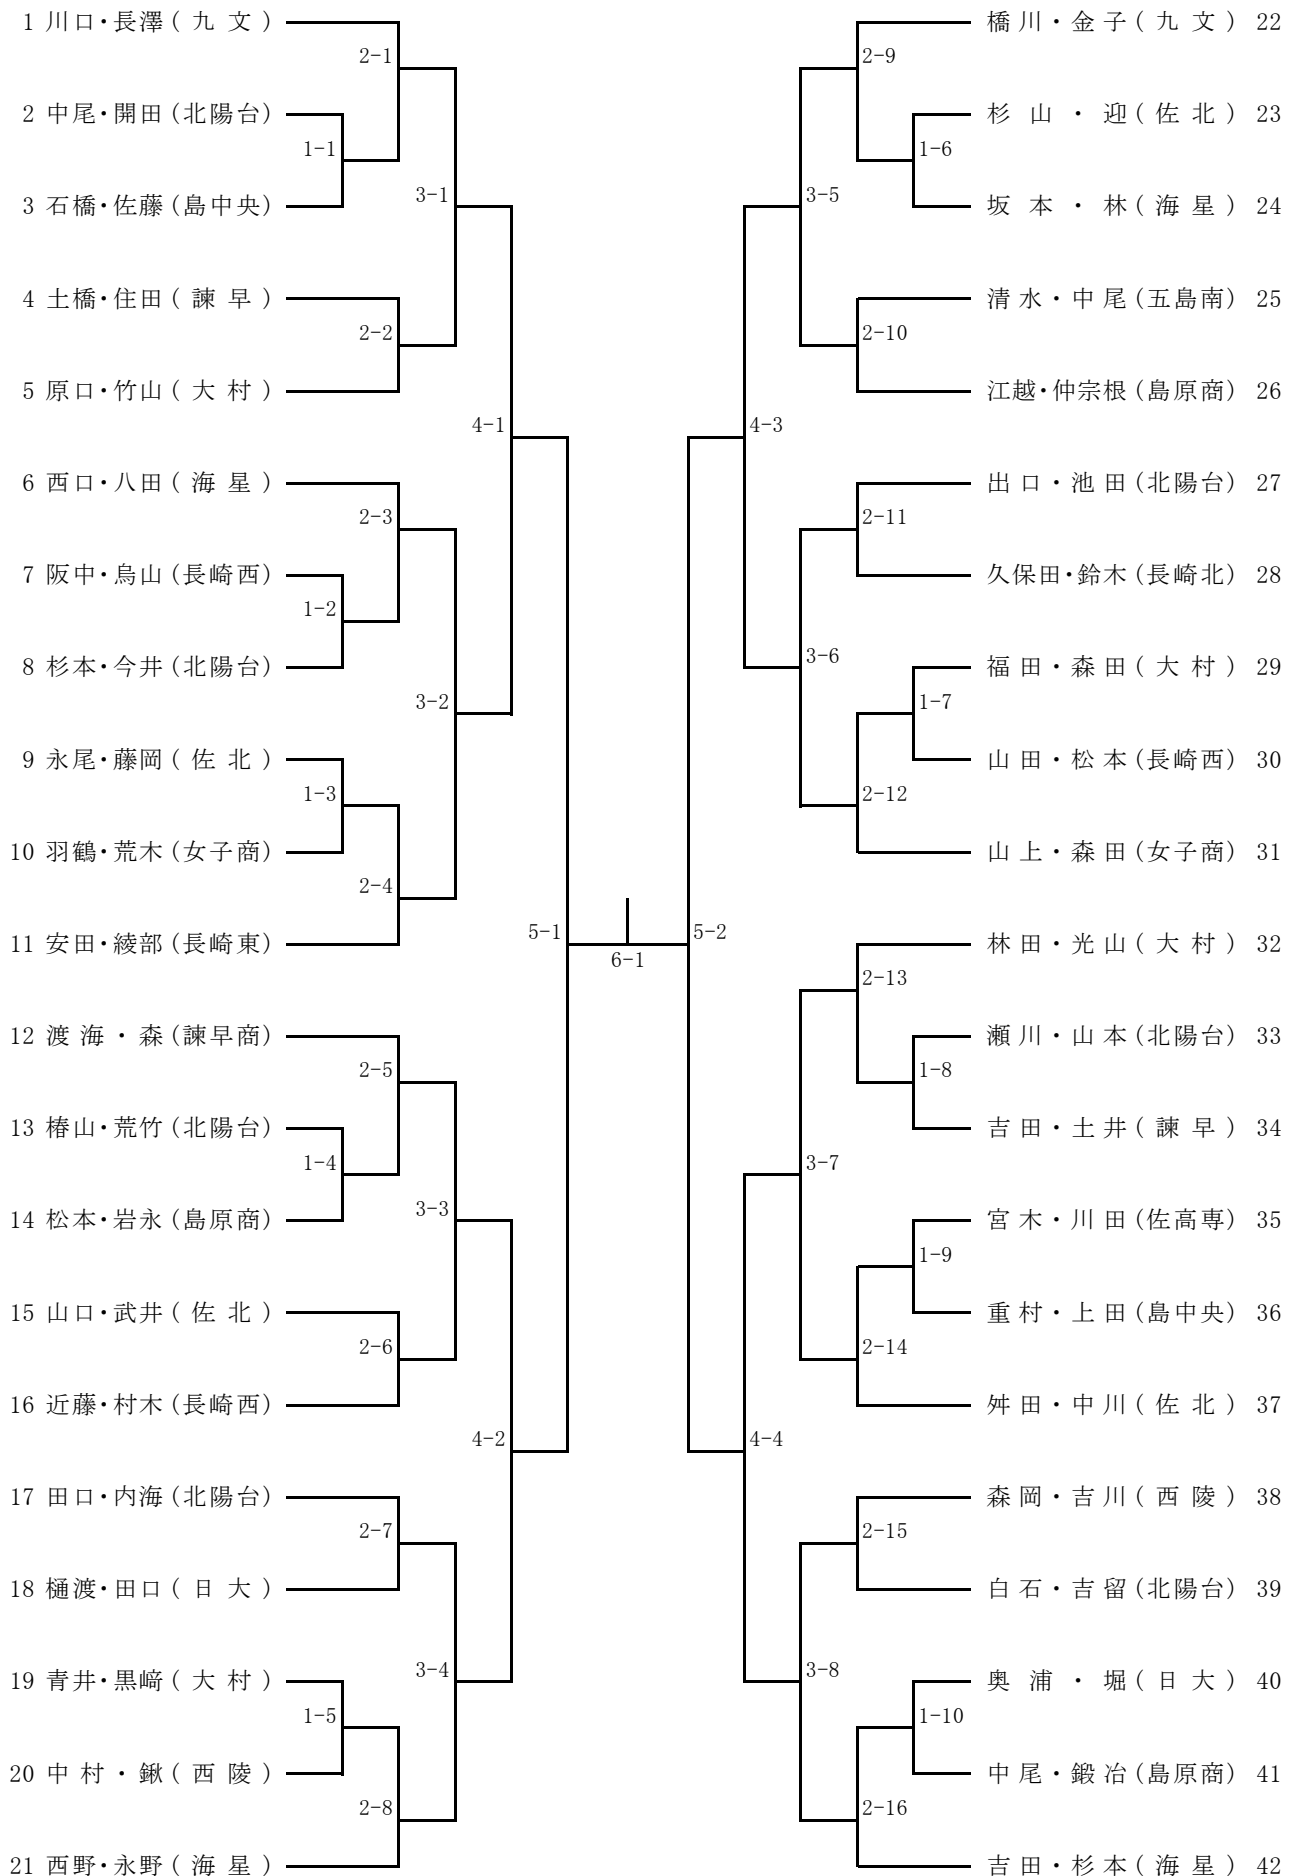 1 川口・長澤 ( 九 文 )
2-1
2 中尾・開田 (北陽台)
1-1
3 石橋・佐藤 (島中央)
3-1
4 土橋・住田 ( 諫 早 )
2-2
5 原口・竹山 ( 大 村 )
4-1
6 西口・八田 ( 海 星 )
2-3
7 阪中・烏山 (長崎西)
1-2
8 杉本・今井 (北陽台)
3-2
9 永尾・藤岡 ( 佐 北 )
1-3
10 羽鶴・荒木 (女子商)
2-4
11 安田・綾部 (長崎東)
5-1
12 渡 海 ・ 森 (諫早商)
2-5
13 椿山・荒竹 (北陽台)
1-4
14 松本・岩永 (島原商)
3-3
15 山口・武井 ( 佐 北 )
2-6
16 近藤・村木 (長崎西)
4-2
17 田口・内海 (北陽台)
2-7
18 樋渡・田口 ( 日 大 )
3-4
19 青井・黒﨑 ( 大 村 )
1-5
20 中 村 ・ 鍬 ( 西 陵 )
2-8
21 西野・永野 ( 海 星 )
6-1
橋 川 ・ 金 子 ( 九 文 ) 22
2-9
杉 山 ・ 迎 ( 佐 北 ) 23
1-6
坂 本 ・ 林 ( 海 星 ) 24
3-5
清 水 ・ 中 尾 (五島南) 25
2-10
江越・仲宗根 (島原商) 26
4-3
出 口 ・ 池 田 (北陽台) 27
2-11
久保田・鈴木 (長崎北) 28
3-6
福 田 ・ 森 田 ( 大 村 ) 29
1-7
山 田 ・ 松 本 (長崎西) 30
2-12
山 上 ・ 森 田 (女子商) 31
5-2
林 田 ・ 光 山 ( 大 村 ) 32
2-13
瀬 川 ・ 山 本 (北陽台) 33
1-8
吉 田 ・ 土 井 ( 諫 早 ) 34
3-7
宮 木 ・ 川 田 (佐高専) 35
1-9
重 村 ・ 上 田 (島中央) 36
2-14
舛 田 ・ 中 川 ( 佐 北 ) 37
4-4
森 岡 ・ 吉 川 ( 西 陵 ) 38
2-15
白 石 ・ 吉 留 (北陽台) 39
3-8
奥 浦 ・ 堀 ( 日 大 ) 40
1-10
中 尾 ・ 鍛 冶 (島原商) 41
2-16
吉 田 ・ 杉 本 ( 海 星 ) 42